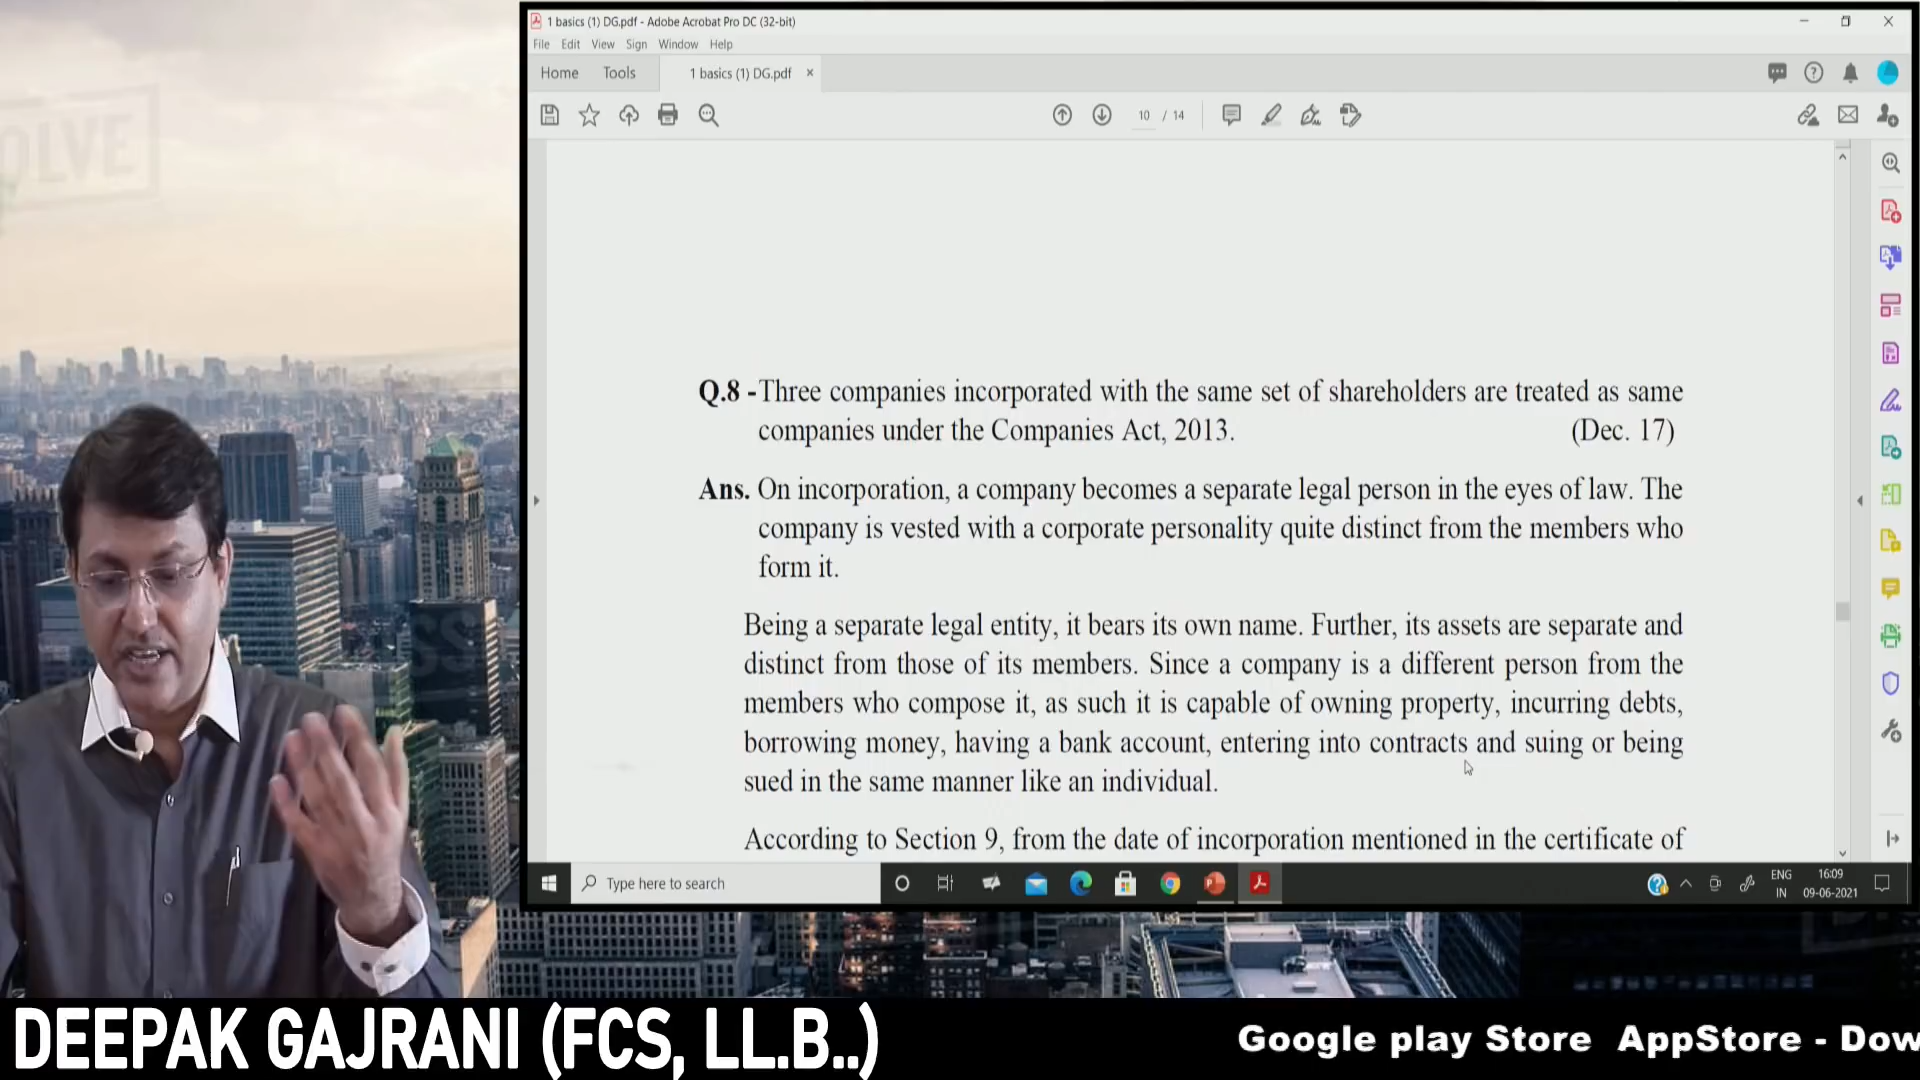 OLVE
1 basics (1) DG.pdf - Adobe Acrobat Pro DC (32-bit)
File Edit View Sign Window Help
Home Tools 1 basics (1) DG.pdf ×
10 / 14
Q.8 -Three companies incorporated with the same set of shareholders are treated as same
companies under the Companies Act, 2013. (Dec. 17)
Ans. On incorporation, a company becomes a separate legal person in the eyes of law. The
company is vested with a corporate personality quite distinct from the members who
form it.
Being a separate legal entity, it bears its own name. Further, its assets are separate and
distinct from those of its members. Since a company is a different person from the
members who compose it, as such it is capable of owning property, incurring debts,
borrowing money, having a bank account, entering into contracts and suing or being
sued in the same manner like an individual.
According to Section 9, from the date of incorporation mentioned in the certificate of
Type here to search
ENG 16:09
IN 09-06-2021
DEEPAK GAJRANI (FCS, LL.B..)
Google play Store AppStore - Dow